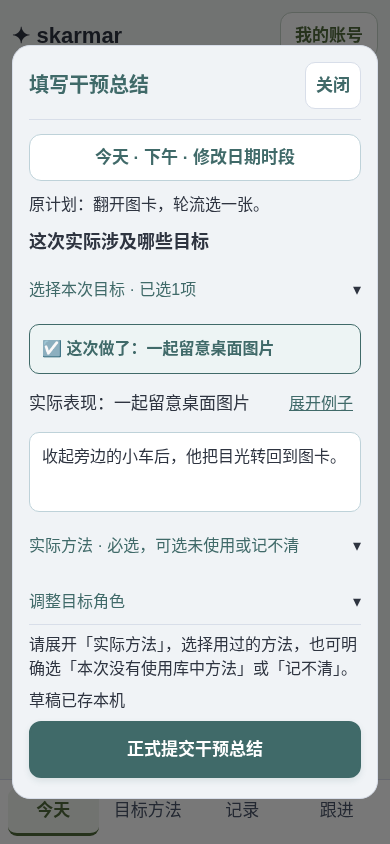 ✦ skarmar
我的账号
填写干预总结
关闭
今天 · 下午 · 修改日期时段
原计划：翻开图卡，轮流选一张。
这次实际涉及哪些目标
选择本次目标 · 已选1项 ▾
☑ 这次做了：一起留意桌面图片
实际表现：一起留意桌面图片
展开例子
收起旁边的小车后，他把目光转回到图卡。
实际方法 · 必选，可选未使用或记不清 ▾
调整目标角色 ▾
请展开「实际方法」，选择用过的方法，也可明
确选「本次没有使用库中方法」或「记不清」。
草稿已存本机
正式提交干预总结
今天
目标方法
记录
跟进